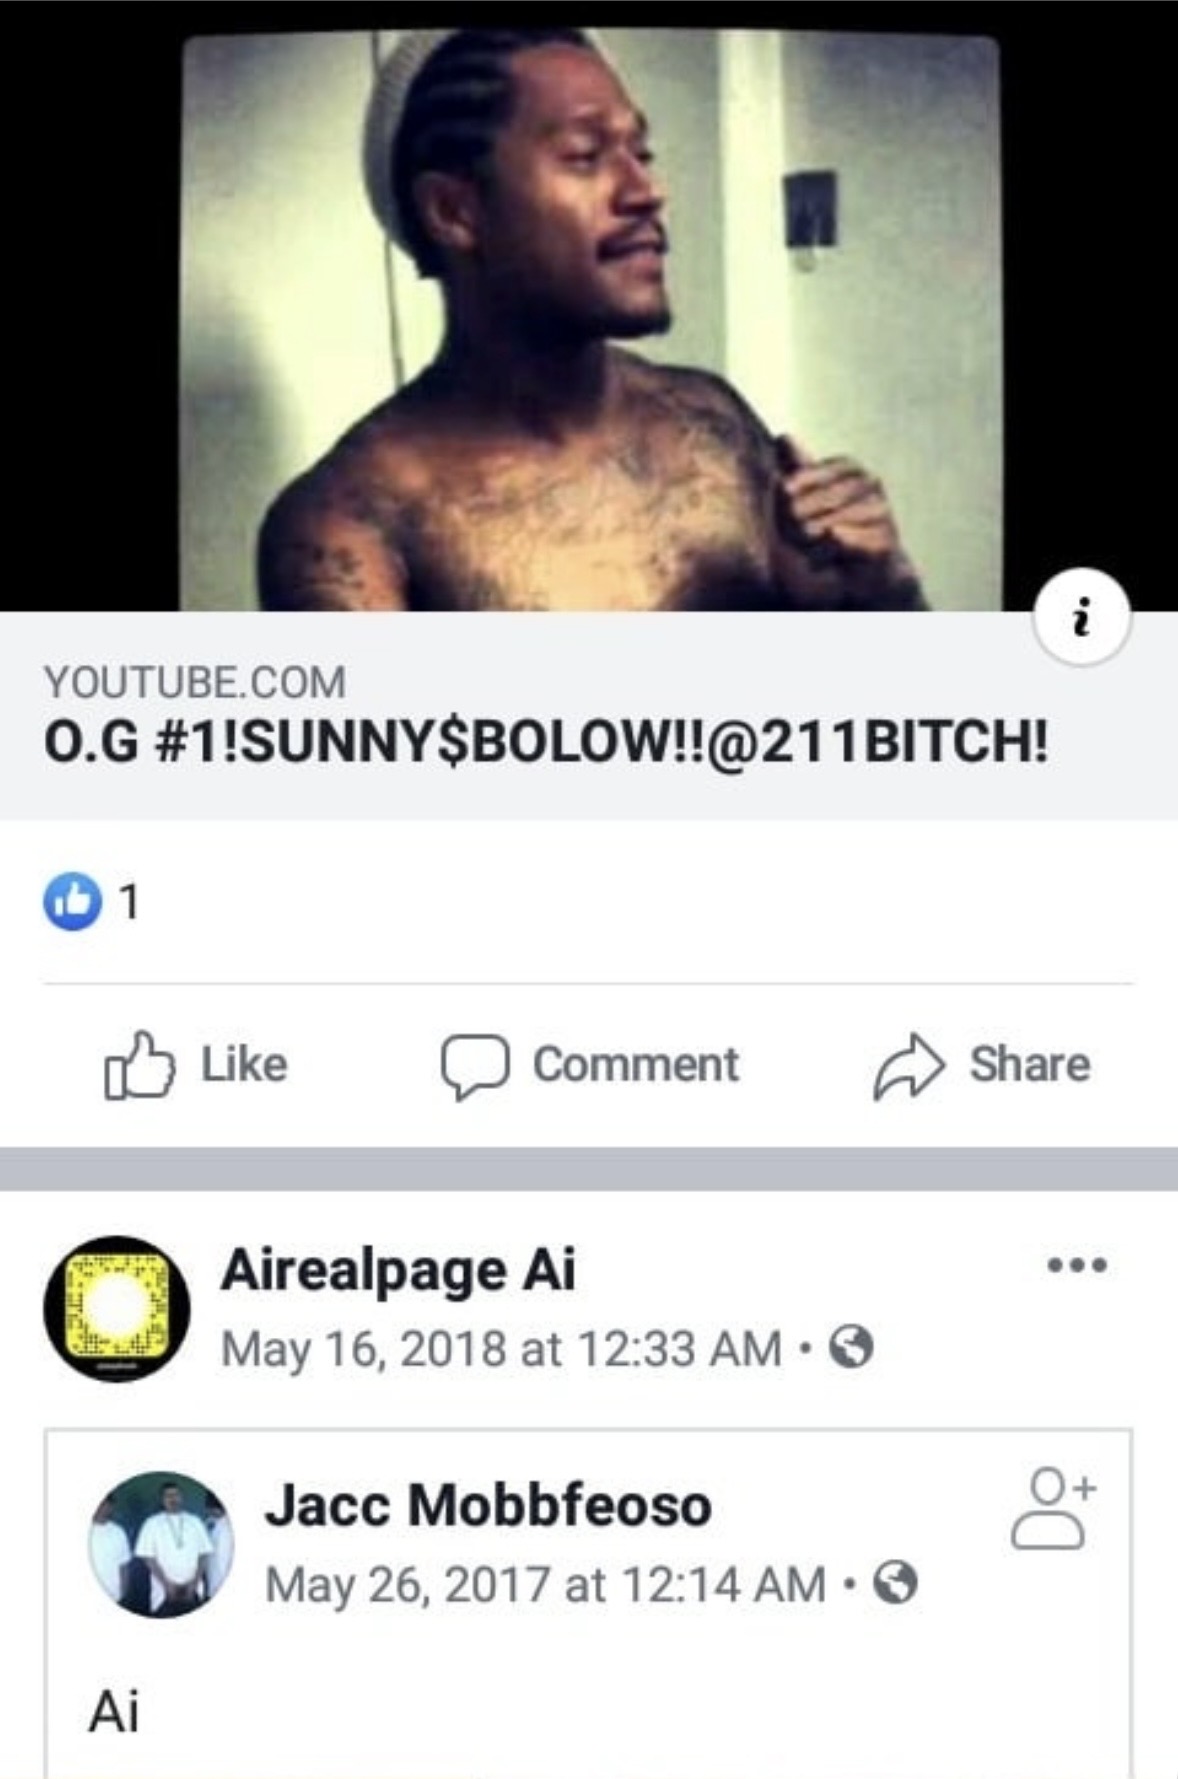 YOUTUBE.COM
O.G #1!SUNNY$BOLOW!!@211BITCH!
1
Like Comment Share
Airealpage Ai
May 16, 2018 at 12:33 AM •
Jacc Mobbfeoso
May 26, 2017 at 12:14 AM •
Ai